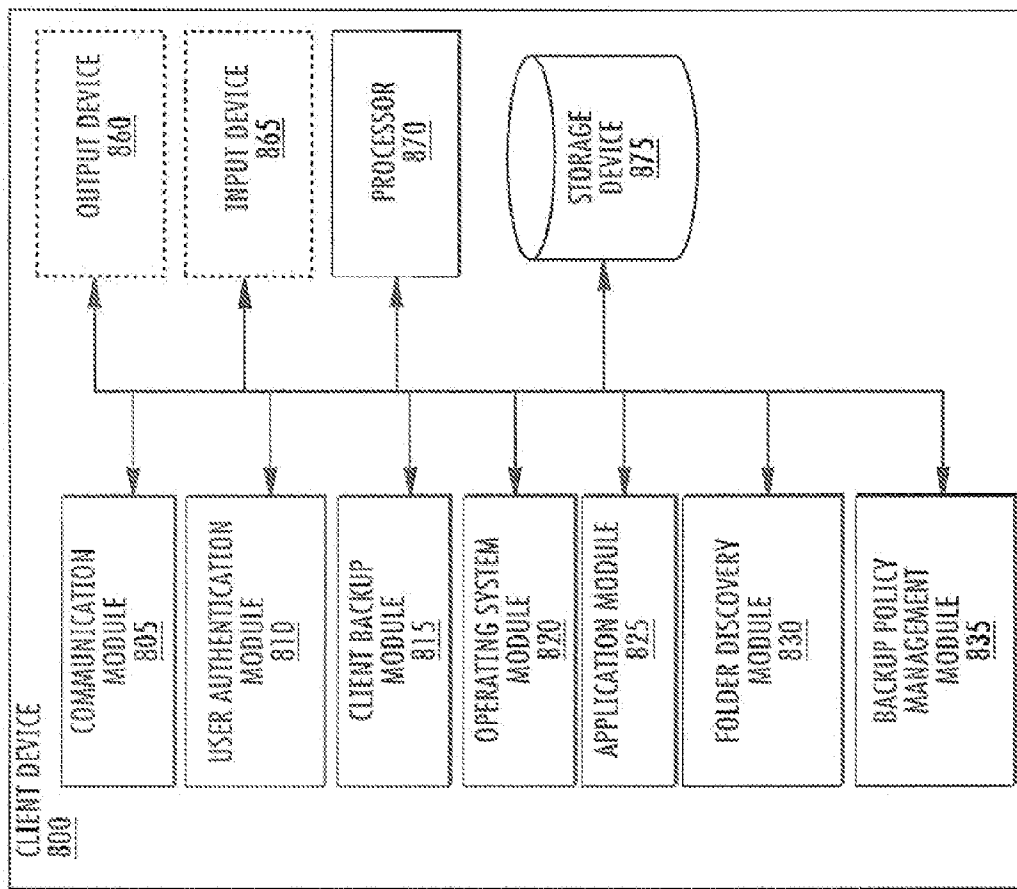 CLIENT DEVICE
800
COMMUNICATION
MODULE
805
USER AUTHENTICATION
MODULE
810
CLIENT BACKUP
MODULE
815
OPERATING SYSTEM
MODULE
820
APPLICATION MODULE
825
FOLDER DISCOVERY
MODULE
830
BACKUP POLICY
MANAGEMENT
MODULE
835
OUTPUT DEVICE
860
INPUT DEVICE
865
PROCESSOR
870
STORAGE
DEVICE
875